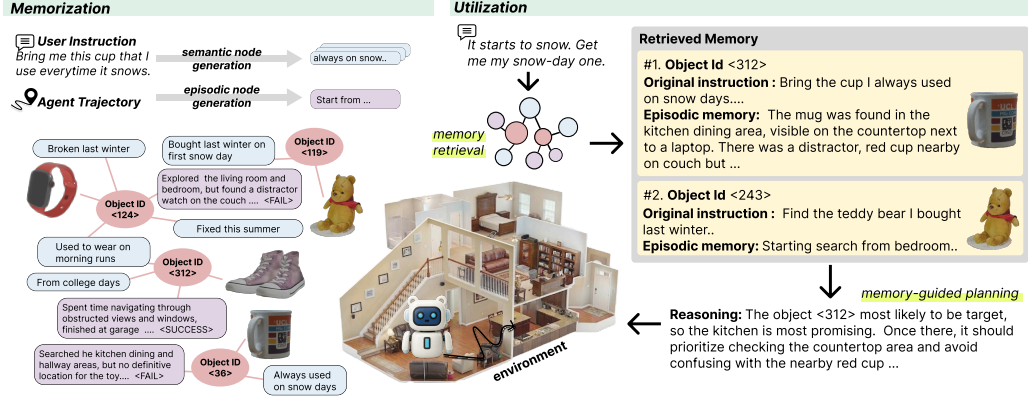 Memorization
User Instruction
Bring me this cup that I
use everytime it snows.
semantic node
generation
always on snow..
Agent Trajectory
episodic node
generation
Start from ...
Broken last winter
Bought last winter on
first snow day
Object ID
<119>
Explored the living room and
bedroom, but found a distractor
watch on the couch .... <FAIL>
Object ID
<124>
Fixed this summer
Used to wear on
morning runs
From college days
Object ID
<312>
Spent time navigating through
obstructed views and windows,
finished at garage .... <SUCCESS>
Searched he kitchen dining and
hallway areas, but no definitive
location for the toy.... <FAIL>
Object ID
<36>
Always used
on snow days
Utilization
It starts to snow. Get
me my snow-day one.
memory
retrieval
environment
Retrieved Memory
#1. Object Id <312>
Original instruction : Bring the cup I always used
on snow days....
Episodic memory: The mug was found in the
kitchen dining area, visible on the countertop next
to a laptop. There was a distractor, red cup nearby
on couch but ...
UCL
#2. Object Id <243>
Original instruction : Find the teddy bear I bought
last winter..
Episodic memory: Starting search from bedroom..
memory-guided planning
Reasoning: The object <312> most likely to be target,
so the kitchen is most promising. Once there, it should
prioritize checking the countertop area and avoid
confusing with the nearby red cup ...